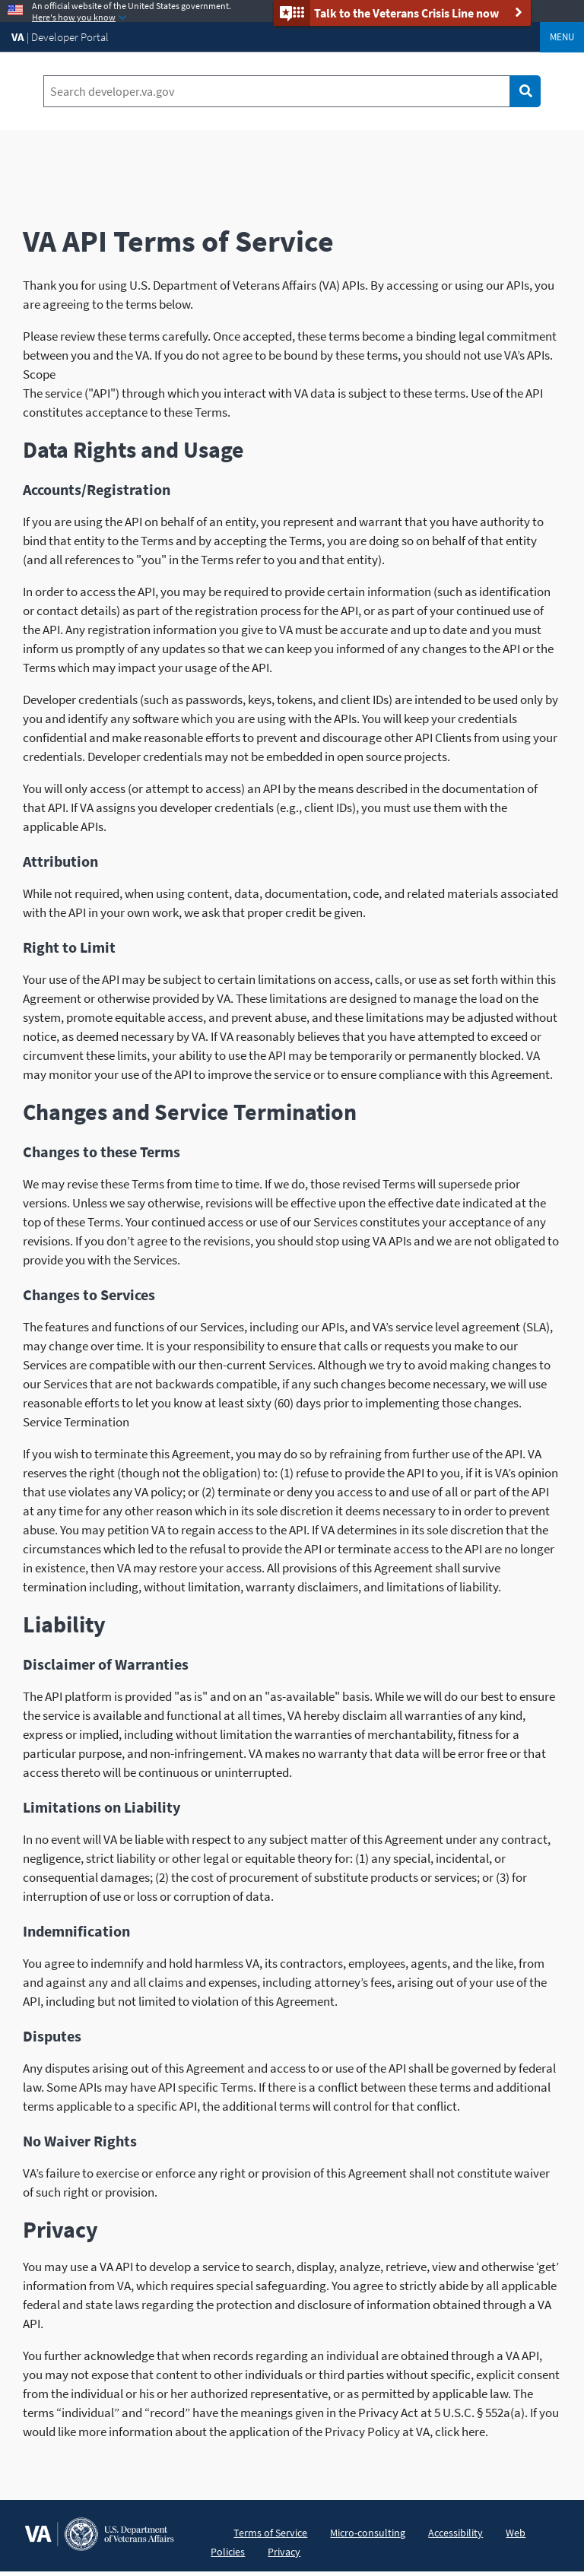 An official website of the United States government.
Here's how you know
Talk to the Veterans Crisis Line now
VA | Developer Portal
MENU
Search developer.va.gov
VA API Terms of Service
Thank you for using U.S. Department of Veterans Affairs (VA) APIs. By accessing or using our APIs, you
are agreeing to the terms below.
Please review these terms carefully. Once accepted, these terms become a binding legal commitment
between you and the VA. If you do not agree to be bound by these terms, you should not use VA’s APIs.
Scope
The service ("API") through which you interact with VA data is subject to these terms. Use of the API
constitutes acceptance to these Terms.
Data Rights and Usage
Accounts/Registration
If you are using the API on behalf of an entity, you represent and warrant that you have authority to
bind that entity to the Terms and by accepting the Terms, you are doing so on behalf of that entity
(and all references to "you" in the Terms refer to you and that entity).
In order to access the API, you may be required to provide certain information (such as identification
or contact details) as part of the registration process for the API, or as part of your continued use of
the API. Any registration information you give to VA must be accurate and up to date and you must
inform us promptly of any updates so that we can keep you informed of any changes to the API or the
Terms which may impact your usage of the API.
Developer credentials (such as passwords, keys, tokens, and client IDs) are intended to be used only by
you and identify any software which you are using with the APIs. You will keep your credentials
confidential and make reasonable efforts to prevent and discourage other API Clients from using your
credentials. Developer credentials may not be embedded in open source projects.
You will only access (or attempt to access) an API by the means described in the documentation of
that API. If VA assigns you developer credentials (e.g., client IDs), you must use them with the
applicable APIs.
Attribution
While not required, when using content, data, documentation, code, and related materials associated
with the API in your own work, we ask that proper credit be given.
Right to Limit
Your use of the API may be subject to certain limitations on access, calls, or use as set forth within this
Agreement or otherwise provided by VA. These limitations are designed to manage the load on the
system, promote equitable access, and prevent abuse, and these limitations may be adjusted without
notice, as deemed necessary by VA. If VA reasonably believes that you have attempted to exceed or
circumvent these limits, your ability to use the API may be temporarily or permanently blocked. VA
may monitor your use of the API to improve the service or to ensure compliance with this Agreement.
Changes and Service Termination
Changes to these Terms
We may revise these Terms from time to time. If we do, those revised Terms will supersede prior
versions. Unless we say otherwise, revisions will be effective upon the effective date indicated at the
top of these Terms. Your continued access or use of our Services constitutes your acceptance of any
revisions. If you don’t agree to the revisions, you should stop using VA APIs and we are not obligated to
provide you with the Services.
Changes to Services
The features and functions of our Services, including our APIs, and VA’s service level agreement (SLA),
may change over time. It is your responsibility to ensure that calls or requests you make to our
Services are compatible with our then-current Services. Although we try to avoid making changes to
our Services that are not backwards compatible, if any such changes become necessary, we will use
reasonable efforts to let you know at least sixty (60) days prior to implementing those changes.
Service Termination
If you wish to terminate this Agreement, you may do so by refraining from further use of the API. VA
reserves the right (though not the obligation) to: (1) refuse to provide the API to you, if it is VA’s opinion
that use violates any VA policy; or (2) terminate or deny you access to and use of all or part of the API
at any time for any other reason which in its sole discretion it deems necessary to in order to prevent
abuse. You may petition VA to regain access to the API. If VA determines in its sole discretion that the
circumstances which led to the refusal to provide the API or terminate access to the API are no longer
in existence, then VA may restore your access. All provisions of this Agreement shall survive
termination including, without limitation, warranty disclaimers, and limitations of liability.
Liability
Disclaimer of Warranties
The API platform is provided "as is" and on an "as-available" basis. While we will do our best to ensure
the service is available and functional at all times, VA hereby disclaim all warranties of any kind,
express or implied, including without limitation the warranties of merchantability, fitness for a
particular purpose, and non-infringement. VA makes no warranty that data will be error free or that
access thereto will be continuous or uninterrupted.
Limitations on Liability
In no event will VA be liable with respect to any subject matter of this Agreement under any contract,
negligence, strict liability or other legal or equitable theory for: (1) any special, incidental, or
consequential damages; (2) the cost of procurement of substitute products or services; or (3) for
interruption of use or loss or corruption of data.
Indemnification
You agree to indemnify and hold harmless VA, its contractors, employees, agents, and the like, from
and against any and all claims and expenses, including attorney’s fees, arising out of your use of the
API, including but not limited to violation of this Agreement.
Disputes
Any disputes arising out of this Agreement and access to or use of the API shall be governed by federal
law. Some APIs may have API specific Terms. If there is a conflict between these terms and additional
terms applicable to a specific API, the additional terms will control for that conflict.
No Waiver Rights
VA’s failure to exercise or enforce any right or provision of this Agreement shall not constitute waiver
of such right or provision.
Privacy
You may use a VA API to develop a service to search, display, analyze, retrieve, view and otherwise ‘get’
information from VA, which requires special safeguarding. You agree to strictly abide by all applicable
federal and state laws regarding the protection and disclosure of information obtained through a VA
API.
You further acknowledge that when records regarding an individual are obtained through a VA API,
you may not expose that content to other individuals or third parties without specific, explicit consent
from the individual or his or her authorized representative, or as permitted by applicable law. The
terms “individual” and “record” have the meanings given in the Privacy Act at 5 U.S.C. § 552a(a). If you
would like more information about the application of the Privacy Policy at VA, click here.
VA
U.S. Department
of Veterans Affairs
Terms of Service Micro-consulting Accessibility Web
Policies Privacy